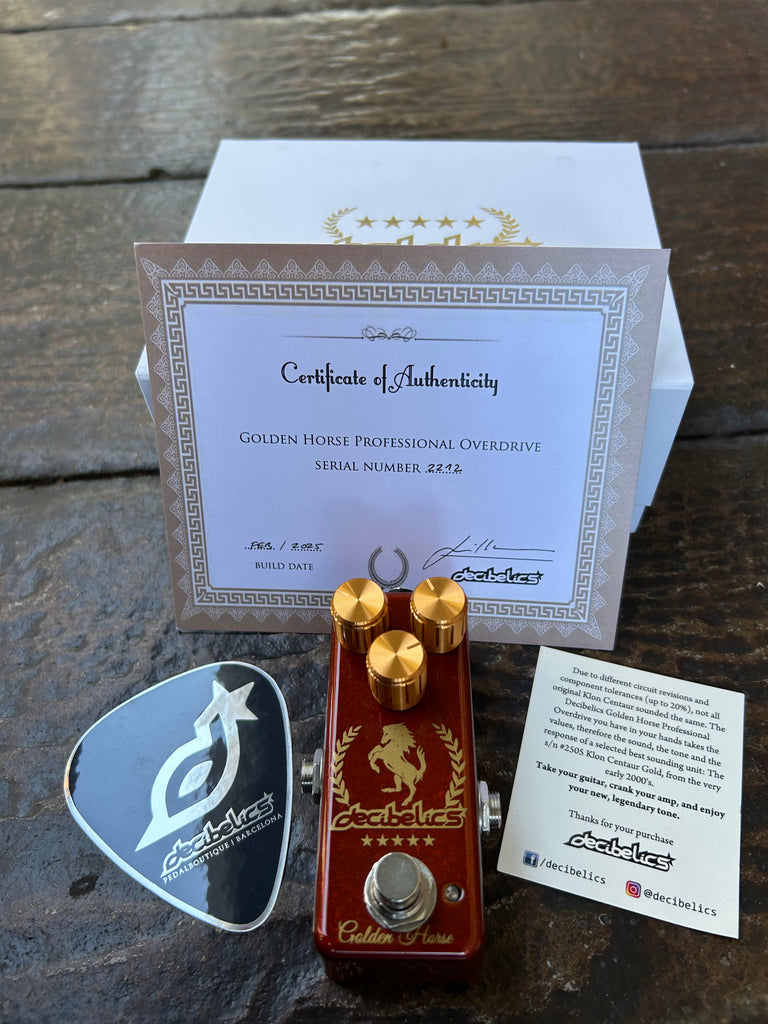 Certificate of Authenticity
Golden Horse Professional Overdrive
serial number 2212
FEB. / 2025
build date
decibelics
decibelics
PEDALBOUTIQUE | BARCELONA
decibelics
Golden Horse
Due to different circuit revisions and
component tolerances (up to 20%), not all
original Klon Centaur sounded the same. The
Decibelics Golden Horse Professional
Overdrive you have in your hands takes the
values, therefore the sound, the tone and the
response of a selected best sounding unit: The
s/n #2505 Klon Centaur Gold, from the very
early 2000's.
Take your guitar, crank your amp, and enjoy
your new, legendary tone.
Thanks for your purchase
decibelics
/decibelics
@decibelics